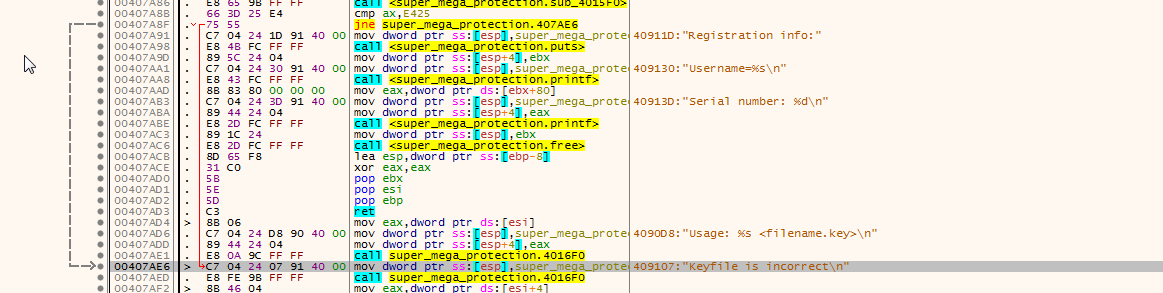 00407A86 . E8 65 9B FF FF call <super_mega_protection.sub_4015F0>
00407A8B . 66 3D 25 E4 cmp ax,E425
00407A8F . 75 55 jne super_mega_protection.407AE6
00407A91 . C7 04 24 1D 91 40 00 mov dword ptr ss:[esp],super_mega_prote 40911D:"Registration info:"
00407A98 . E8 4B FC FF FF call <super_mega_protection.puts>
00407A9D . 89 5C 24 04 mov dword ptr ss:[esp+4],ebx
00407AA1 . C7 04 24 30 91 40 00 mov dword ptr ss:[esp],super_mega_prote 409130:"Username=%s\n"
00407AA8 . E8 43 FC FF FF call <super_mega_protection.printf>
00407AAD . 8B 83 80 00 00 00 mov eax,dword ptr ds:[ebx+80]
00407AB3 . C7 04 24 3D 91 40 00 mov dword ptr ss:[esp],super_mega_prote 40913D:"Serial number: %d\n"
00407ABA . 89 44 24 04 mov dword ptr ss:[esp+4],eax
00407ABE . E8 2D FC FF FF call <super_mega_protection.printf>
00407AC3 . 89 1C 24 mov dword ptr ss:[esp],ebx
00407AC6 . E8 2D FC FF FF call <super_mega_protection.free>
00407ACB . 8D 65 F8 lea esp,dword ptr ss:[ebp-8]
00407ACE . 31 C0 xor eax,eax
00407AD0 . 5B pop ebx
00407AD1 . 5E pop esi
00407AD2 . 5D pop ebp
00407AD3 . C3 ret
00407AD4 > 8B 06 mov eax,dword ptr ds:[esi]
00407AD6 . C7 04 24 D8 90 40 00 mov dword ptr ss:[esp],super_mega_prote 4090D8:"Usage: %s <filename.key>\n"
00407ADD . 89 44 24 04 mov dword ptr ss:[esp+4],eax
00407AE1 . E8 0A 9C FF FF call super_mega_protection.4016F0
00407AE6 > C7 04 24 07 91 40 00 mov dword ptr ss:[esp],super_mega_prote 409107:"Keyfile is incorrect\n"
00407AED . E8 FE 9B FF FF call super_mega_protection.4016F0
00407AF2 > 8B 46 04 mov eax,dword ptr ds:[esi+4]